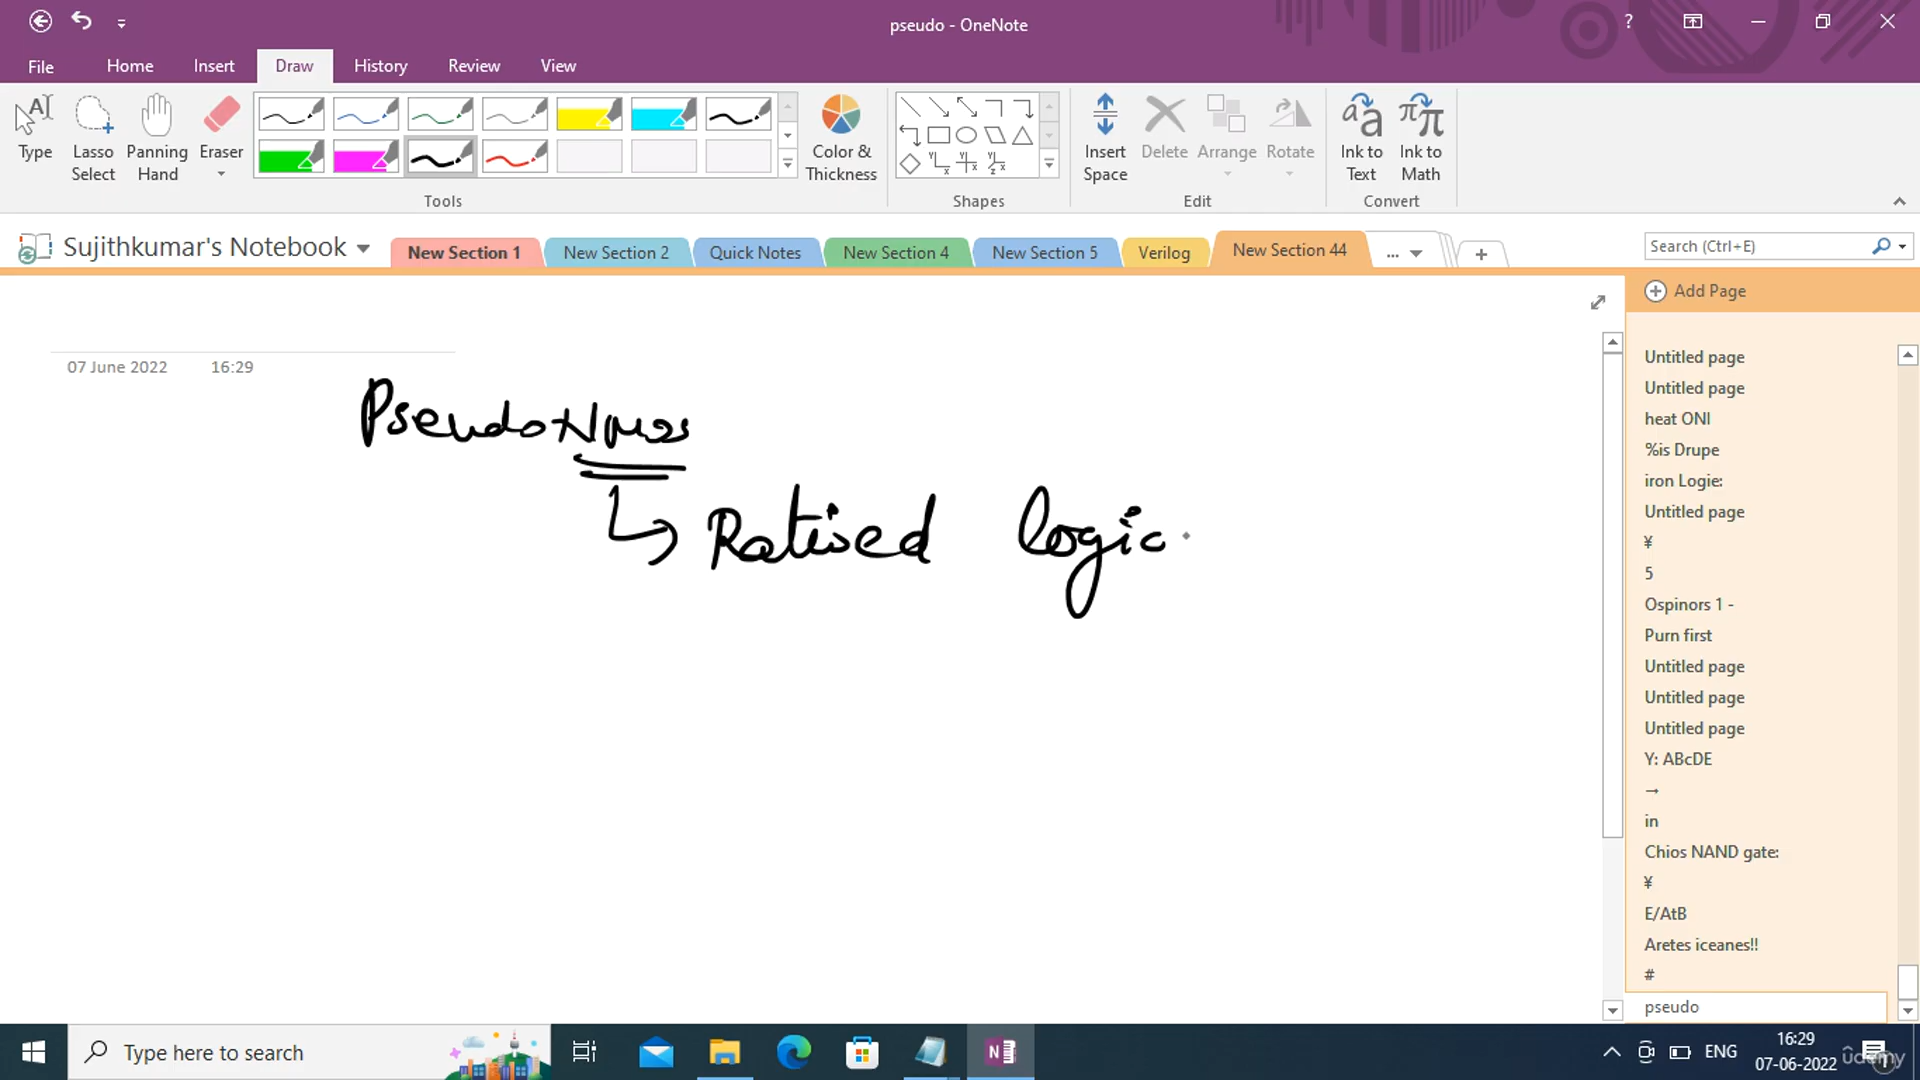 pseudo - OneNote
?
File
Home
Insert
Draw
History
Review
View
Type
Lasso Select
Panning Hand
Eraser
Color & Thickness
Insert Space
Delete
Arrange
Rotate
Ink to Text
Ink to Math
Tools
Shapes
Edit
Convert
Sujithkumar's Notebook
New Section 1
New Section 2
Quick Notes
New Section 4
New Section 5
Verilog
New Section 44
...
Search (Ctrl+E)
Add Page
07 June 2022 16:29
Pseudo NMos
Ratised logic
Untitled page
Untitled page
heat ONI
%is Drupe
iron Logie:
Untitled page
¥
5
Ospinors 1 -
Purn first
Untitled page
Untitled page
Untitled page
Y: ABcDE
→
in
Chios NAND gate:
¥
E/AtB
Aretes iceanes!!
#
pseudo
Type here to search
ENG
16:29
07-06-2022
udemy